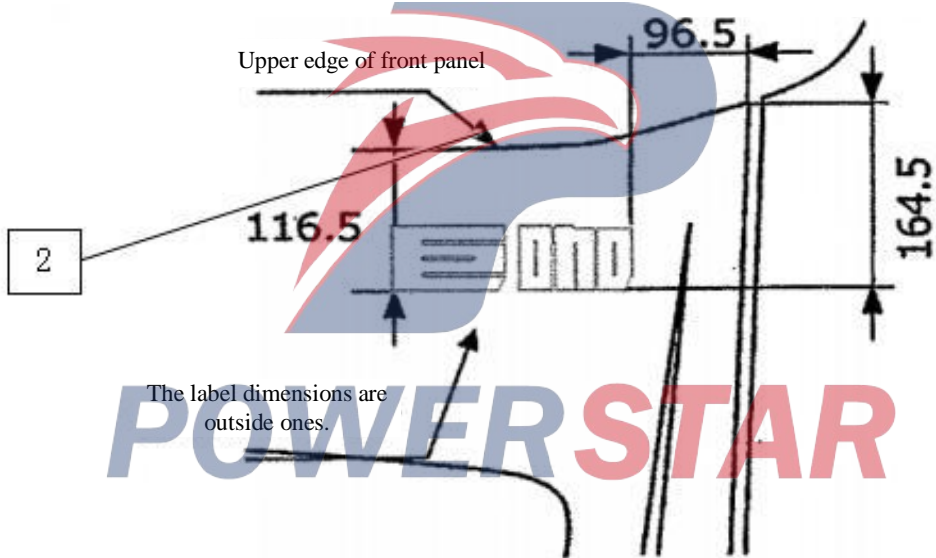 96.5
Upper edge of front panel
116.5
164.5
2
The label dimensions are
outside ones.
POWERSTAR